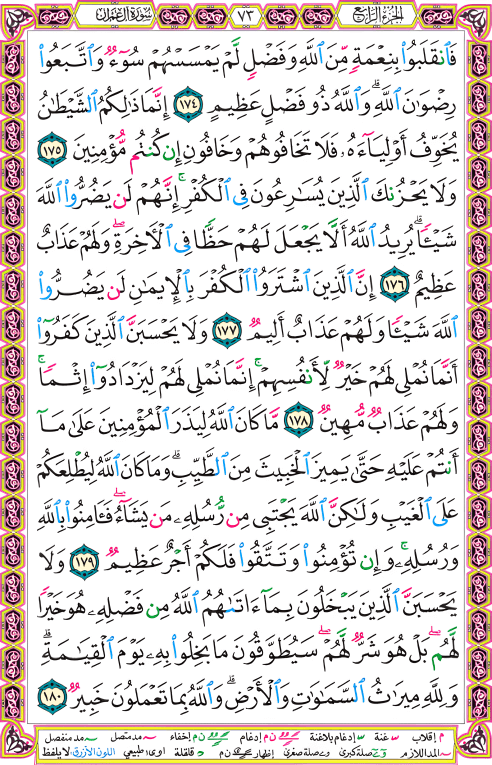 الجزء الرابع ٧٣ سورة آل عمران
فَٱنقَلَبُوا۟ بِنِعْمَةٍ مِّنَ ٱللَّهِ وَفَضْلٍ لَّمْ يَمْسَسْهُمْ سُوٓءٌ وَٱتَّبَعُوا۟
رِضْوَٰنَ ٱللَّهِ ۗ وَٱللَّهُ ذُو فَضْلٍ عَظِيمٍ ١٧٤ إِنَّمَا ذَٰلِكُمُ ٱلشَّيْطَٰنُ
يُخَوِّفُ أَوْلِيَآءَهُۥ فَلَا تَخَافُوهُمْ وَخَافُونِ إِن كُنتُم مُّؤْمِنِينَ ١٧٥
وَلَا يَحْزُنكَ ٱلَّذِينَ يُسَٰرِعُونَ فِى ٱلْكُفْرِ ۚ إِنَّهُمْ لَن يَضُرُّوا۟ ٱللَّهَ
شَيْـًٔا ۗ يُرِيدُ ٱللَّهُ أَلَّا يَجْعَلَ لَهُمْ حَظًّا فِى ٱلْـَٔاخِرَةِ ۖ وَلَهُمْ عَذَابٌ
عَظِيمٌ ١٧٦ إِنَّ ٱلَّذِينَ ٱشْتَرَوُا۟ ٱلْكُفْرَ بِٱلْإِيمَٰنِ لَن يَضُرُّوا۟
ٱللَّهَ شَيْـًٔا وَلَهُمْ عَذَابٌ أَلِيمٌ ١٧٧ وَلَا يَحْسَبَنَّ ٱلَّذِينَ كَفَرُوٓا۟
أَنَّمَا نُمْلِى لَهُمْ خَيْرٌ لِّأَنفُسِهِمْ ۚ إِنَّمَا نُمْلِى لَهُمْ لِيَزْدَادُوٓا۟ إِثْمًا ۚ
وَلَهُمْ عَذَابٌ مُّهِينٌ ١٧٨ مَّا كَانَ ٱللَّهُ لِيَذَرَ ٱلْمُؤْمِنِينَ عَلَىٰ مَآ
أَنتُمْ عَلَيْهِ حَتَّىٰ يَمِيزَ ٱلْخَبِيثَ مِنَ ٱلطَّيِّبِ ۗ وَمَا كَانَ ٱللَّهُ لِيُطْلِعَكُمْ
عَلَى ٱلْغَيْبِ وَلَٰكِنَّ ٱللَّهَ يَجْتَبِى مِن رُّسُلِهِۦ مَن يَشَآءُ ۖ فَـَٔامِنُوا۟ بِٱللَّهِ
وَرُسُلِهِۦ ۚ وَإِن تُؤْمِنُوا۟ وَتَتَّقُوا۟ فَلَكُمْ أَجْرٌ عَظِيمٌ ١٧٩ وَلَا
يَحْسَبَنَّ ٱلَّذِينَ يَبْخَلُونَ بِمَآ ءَاتَىٰهُمُ ٱللَّهُ مِن فَضْلِهِۦ هُوَ خَيْرًا
لَّهُم ۖ بَلْ هُوَ شَرٌّ لَّهُمْ ۖ سَيُطَوَّقُونَ مَا بَخِلُوا۟ بِهِۦ يَوْمَ ٱلْقِيَٰمَةِ ۗ
وَلِلَّهِ مِيرَٰثُ ٱلسَّمَٰوَٰتِ وَٱلْأَرْضِ ۗ وَٱللَّهُ بِمَا تَعْمَلُونَ خَبِيرٌ ١٨٠
م إقلاب غنة إدغام بلاغنة ن م إدغام ن م إخفاء مد متصل مد منفصل
المد اللازم صلة كبرى صلة صغرى إظهار ن م قلقلة اوى: طبيعي اللون الأزرق: لا يلفظ